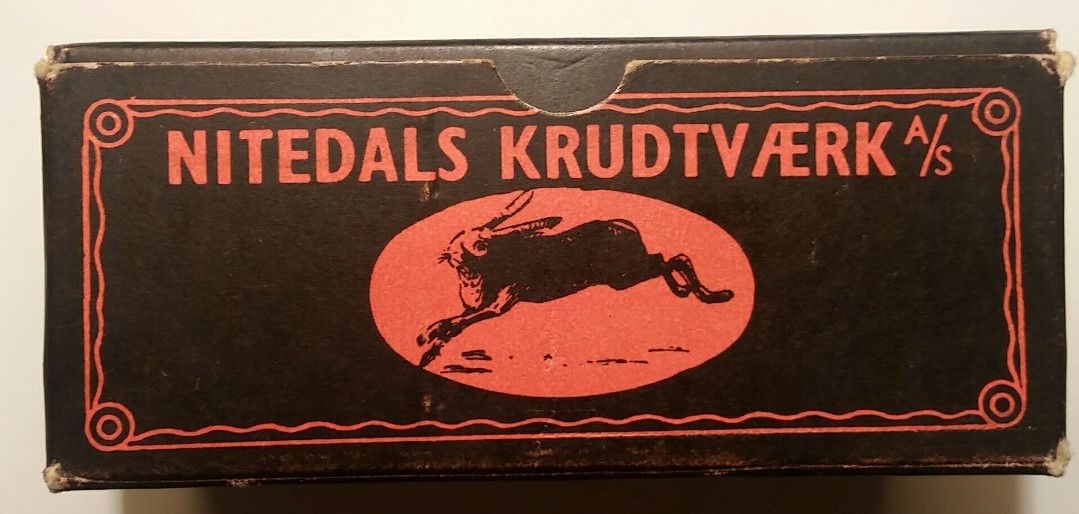 NITEDALS KRUDTVÆRK A/S